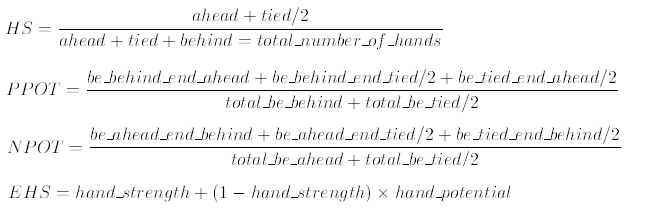 HS = ahead + tied/2
ahead + tied + behind = total_number_of_hands
PPOT = be_behind_end_ahead + be_behind_end_tied/2 + be_tied_end_ahead/2
total_be_behind + total_be_tied/2
NPOT = be_ahead_end_behind + be_ahead_end_tied/2 + be_tied_end_behind/2
total_be_ahead + total_be_tied/2
EHS = hand_strength + (1 − hand_strength) × hand_potential